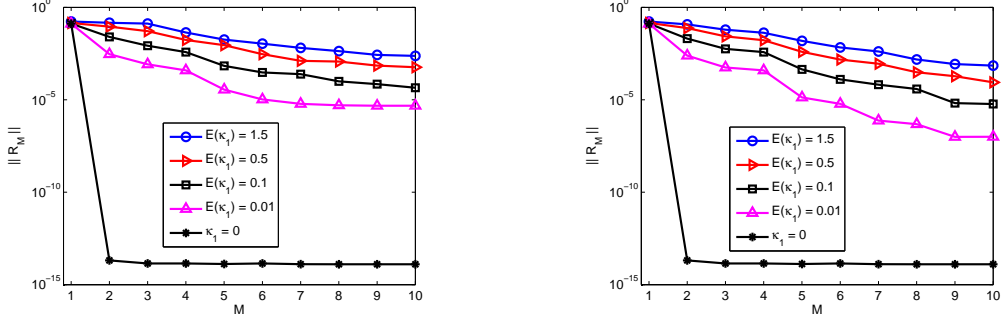 10^0
10^-5
10^-10
10^-15
|| R_M ||
E(κ_1) = 1.5
E(κ_1) = 0.5
E(κ_1) = 0.1
E(κ_1) = 0.01
κ_1 = 0
1 2 3 4 5 6 7 8 9 10
M
10^0
10^-5
10^-10
10^-15
|| R_M ||
E(κ_1) = 1.5
E(κ_1) = 0.5
E(κ_1) = 0.1
E(κ_1) = 0.01
κ_1 = 0
1 2 3 4 5 6 7 8 9 10
M